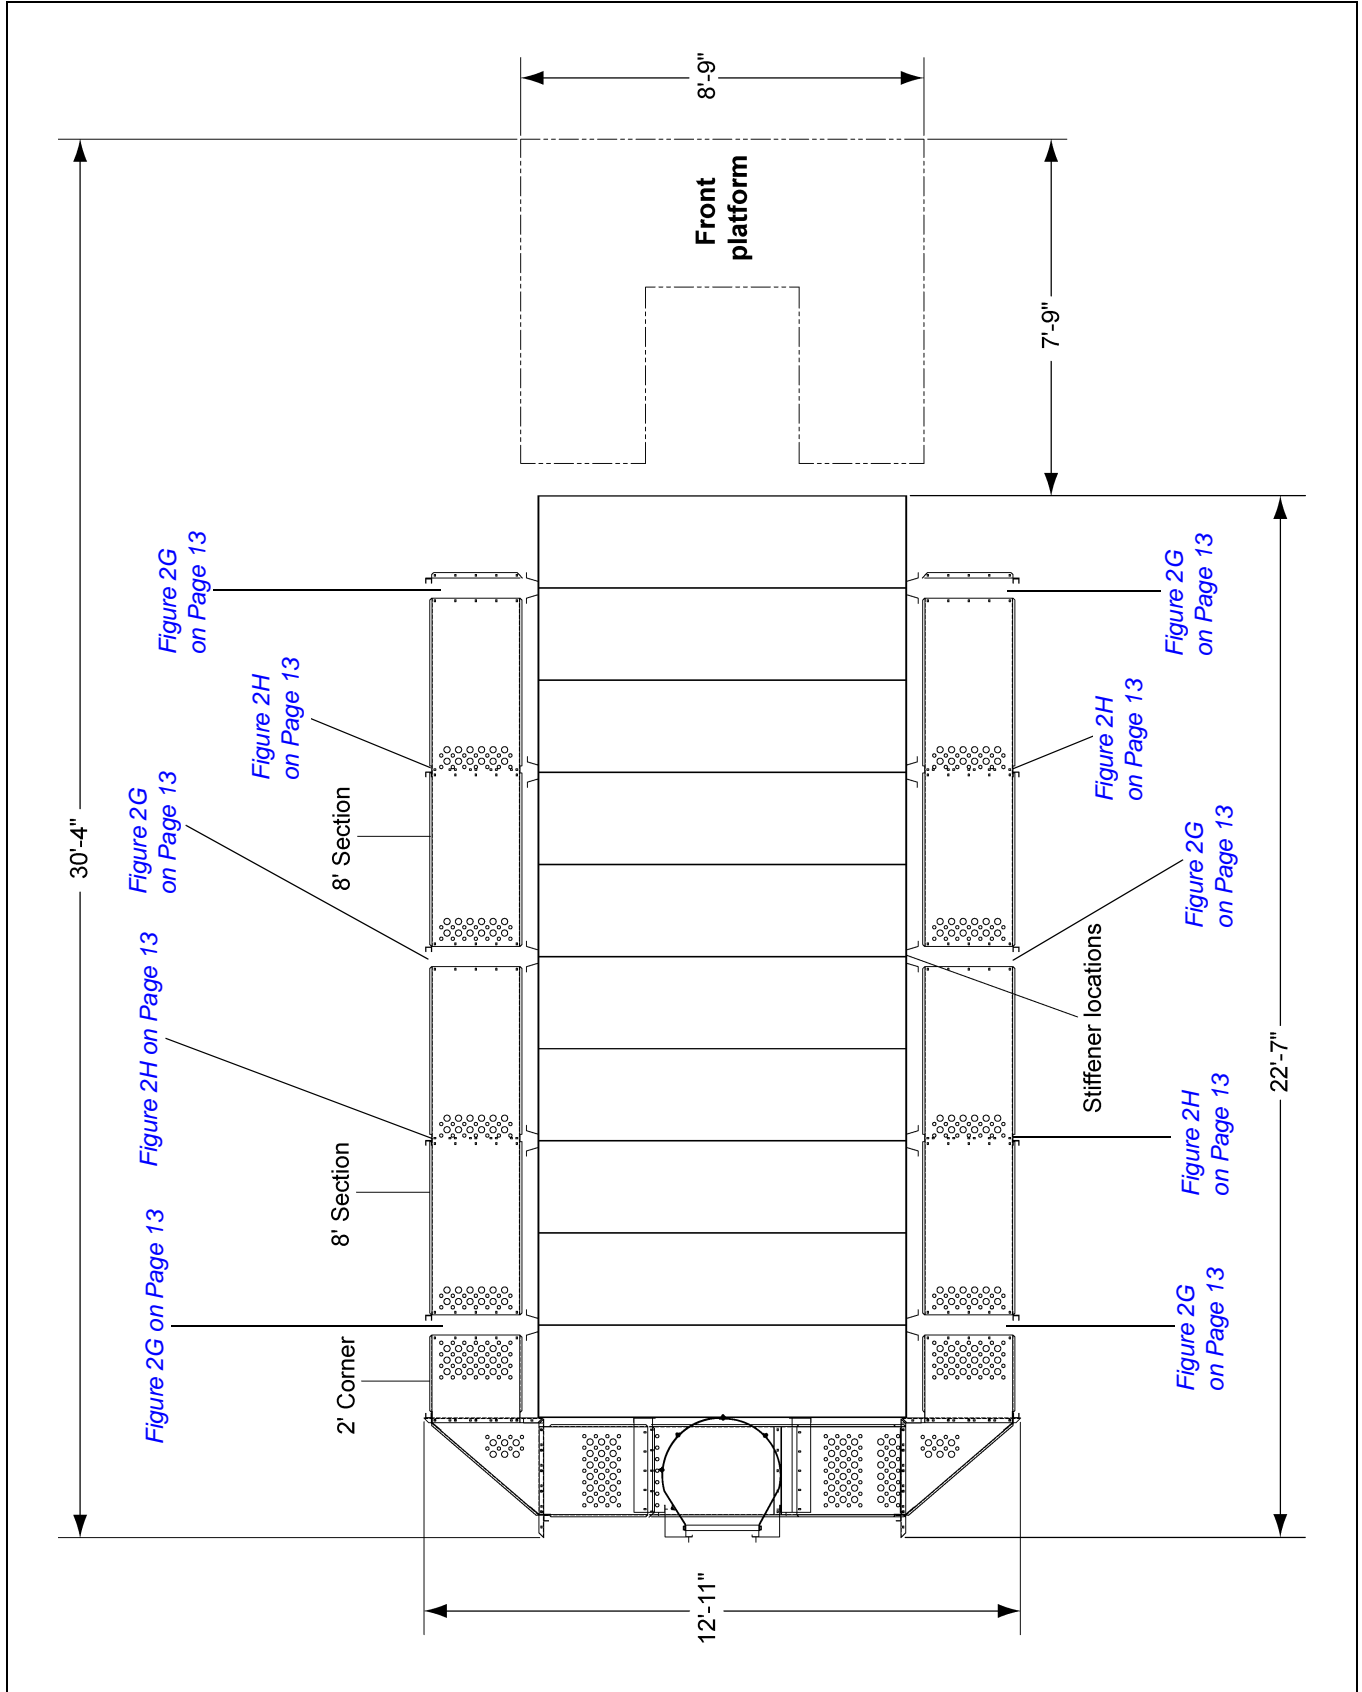 8'-9"
Front
platform
7'-9"
30'-4"
Figure 2G
on Page 13
Figure 2H
on Page 13
8' Section
Figure 2G
on Page 13
Figure 2H on Page 13
8' Section
Figure 2G on Page 13
2' Corner
Figure 2G
on Page 13
Figure 2H
on Page 13
Figure 2G
on Page 13
Stiffener locations
Figure 2H
on Page 13
Figure 2G
on Page 13
22'-7"
12'-11"